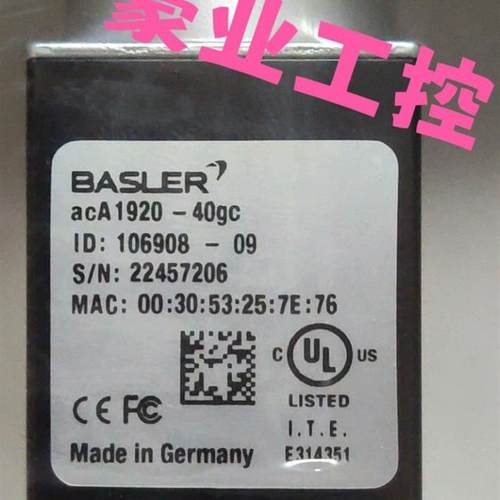 豪业工控
BASLER
acA1920 - 40gc
ID: 106908 - 09
S/N: 22457206
MAC: 00:30:53:25:7E:76
C UL US
LISTED
I.T.E.
E314351
CE FC
Made in Germany